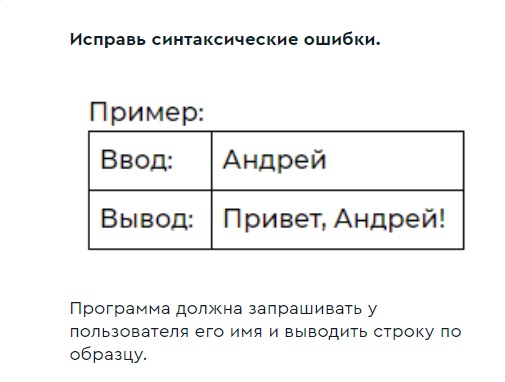 Исправь синтаксические ошибки.
Пример:
Ввод: Андрей
Вывод: Привет, Андрей!
Программа должна запрашивать у
пользователя его имя и выводить строку по
образцу.